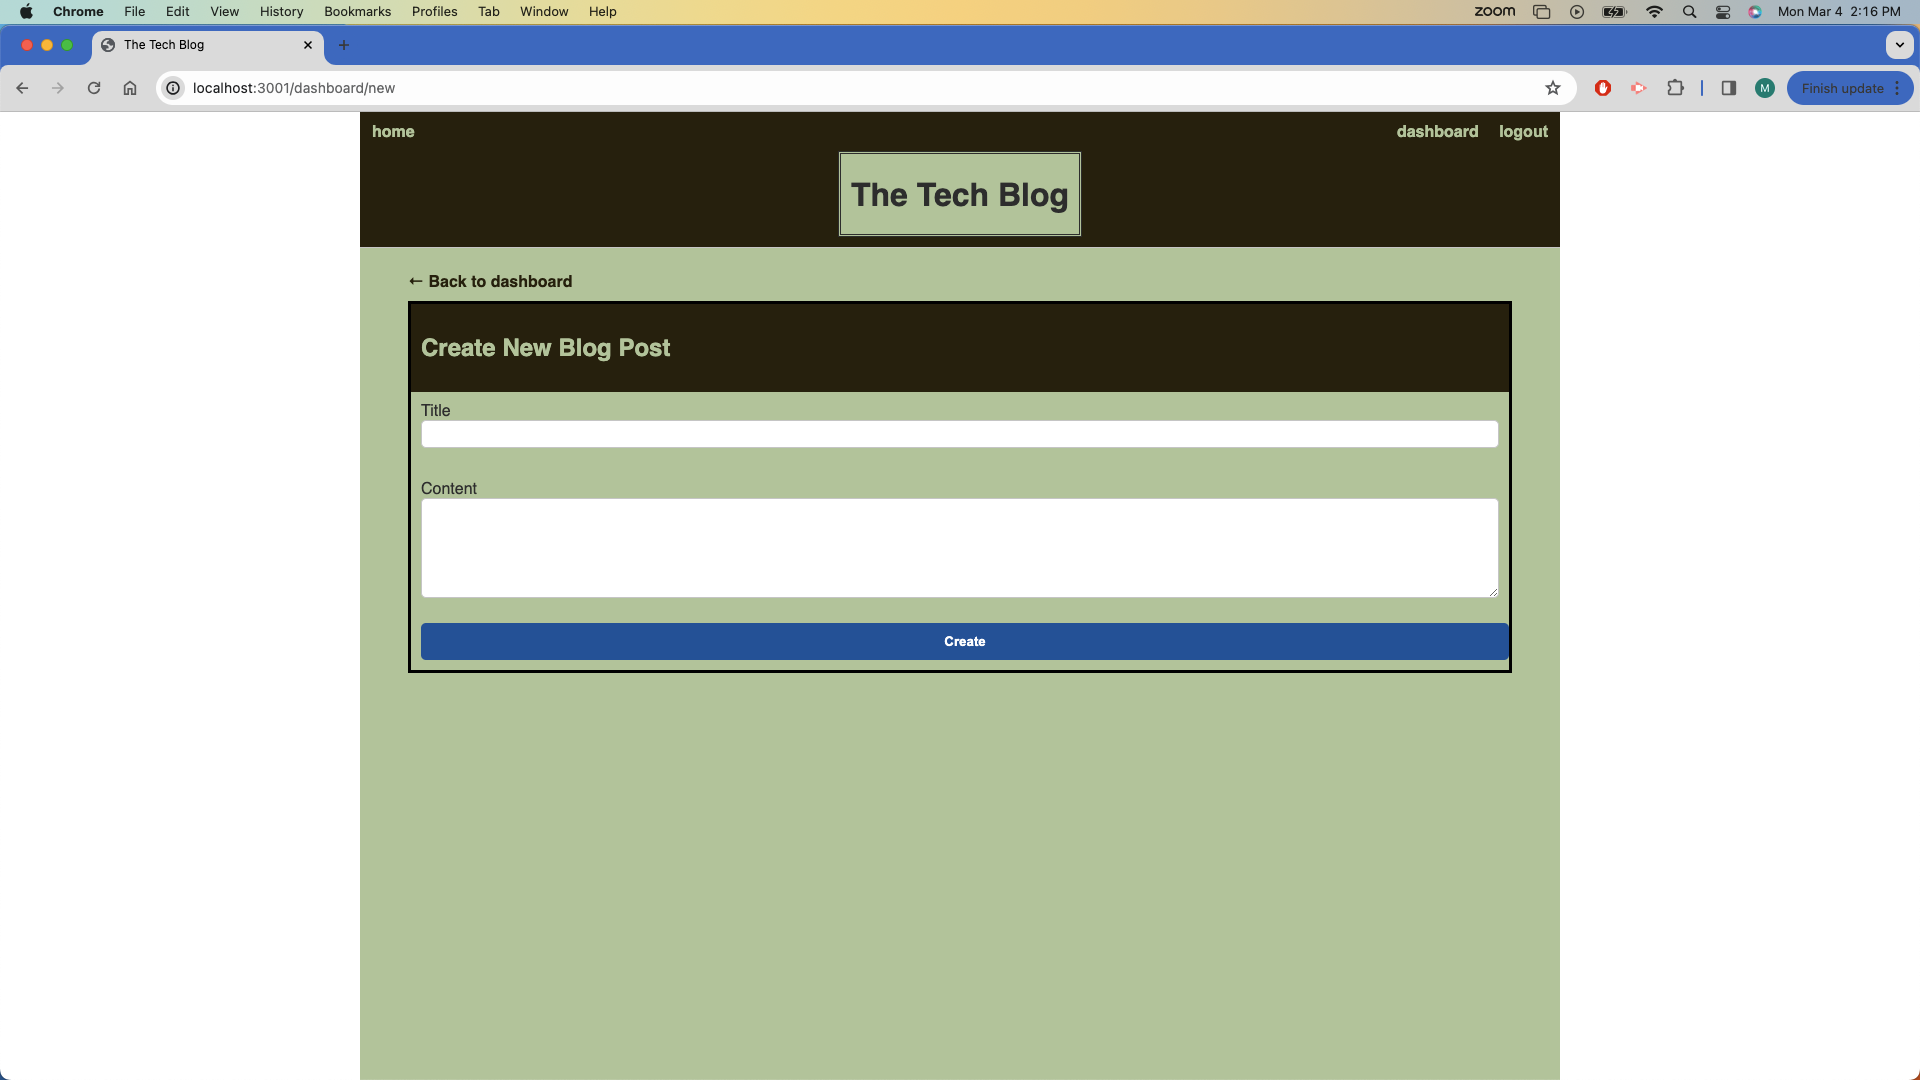 Chrome File Edit View History Bookmarks Profiles Tab Window Help zoom Mon Mar 4 2:16 PM
The Tech Blog
localhost:3001/dashboard/new M Finish update
home dashboard logout
The Tech Blog
← Back to dashboard
Create New Blog Post
Title
Content
Create